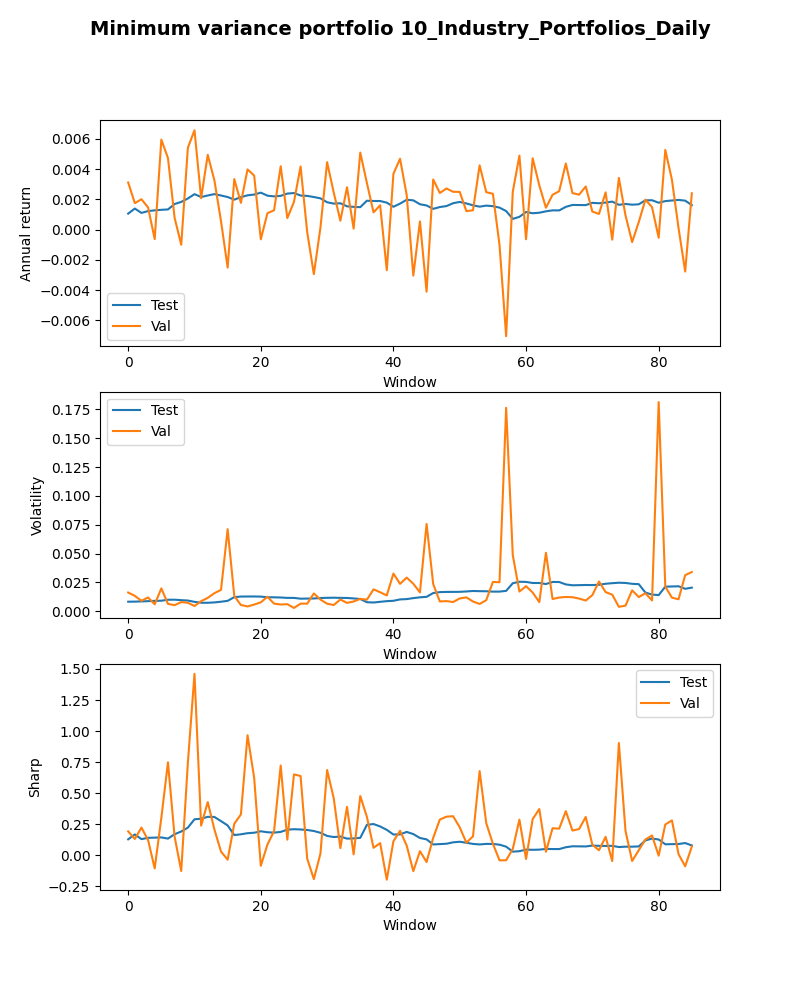 Minimum variance portfolio 10_Industry_Portfolios_Daily
0.006
0.004
0.002
0.000
−0.002
−0.004
−0.006
Annual return
Test
Val
0 20 40 60 80
Window
0.175
0.150
0.125
0.100
0.075
0.050
0.025
0.000
Volatility
Test
Val
0 20 40 60 80
Window
1.50
1.25
1.00
0.75
0.50
0.25
0.00
−0.25
Sharp
Test
Val
0 20 40 60 80
Window